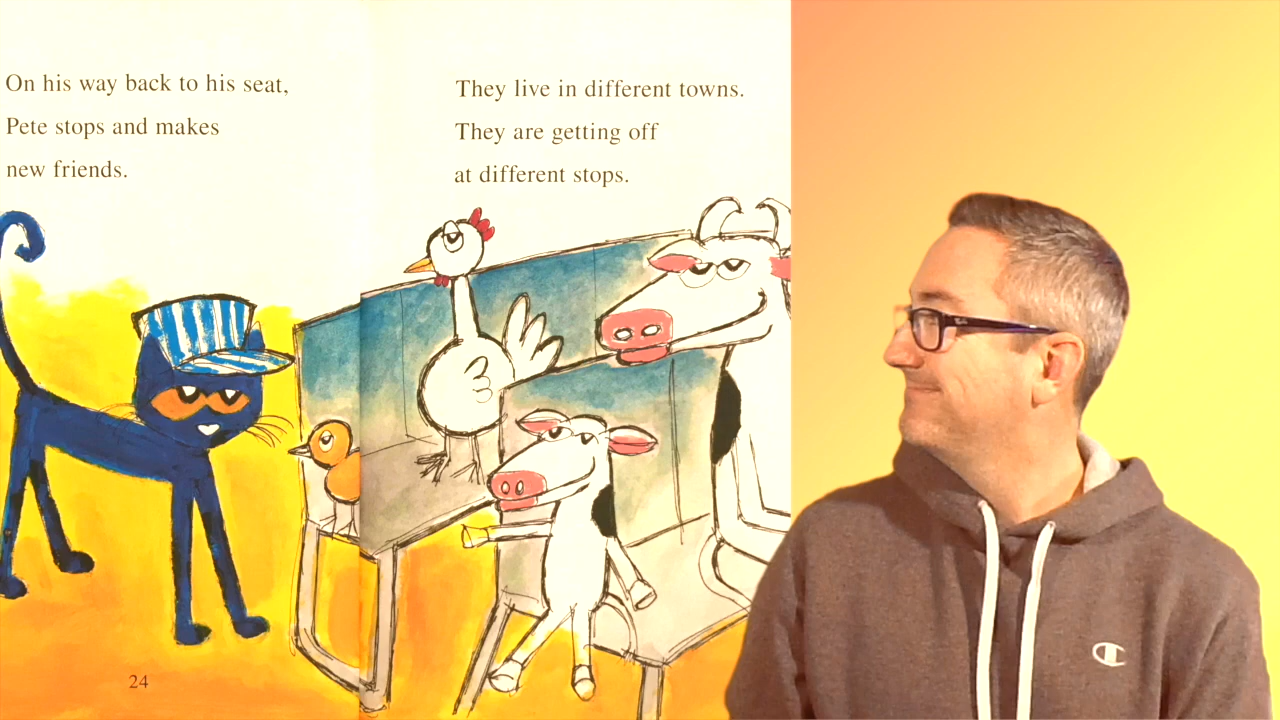 On his way back to his seat,
Pete stops and makes
new friends.
They live in different towns.
They are getting off
at different stops.
24